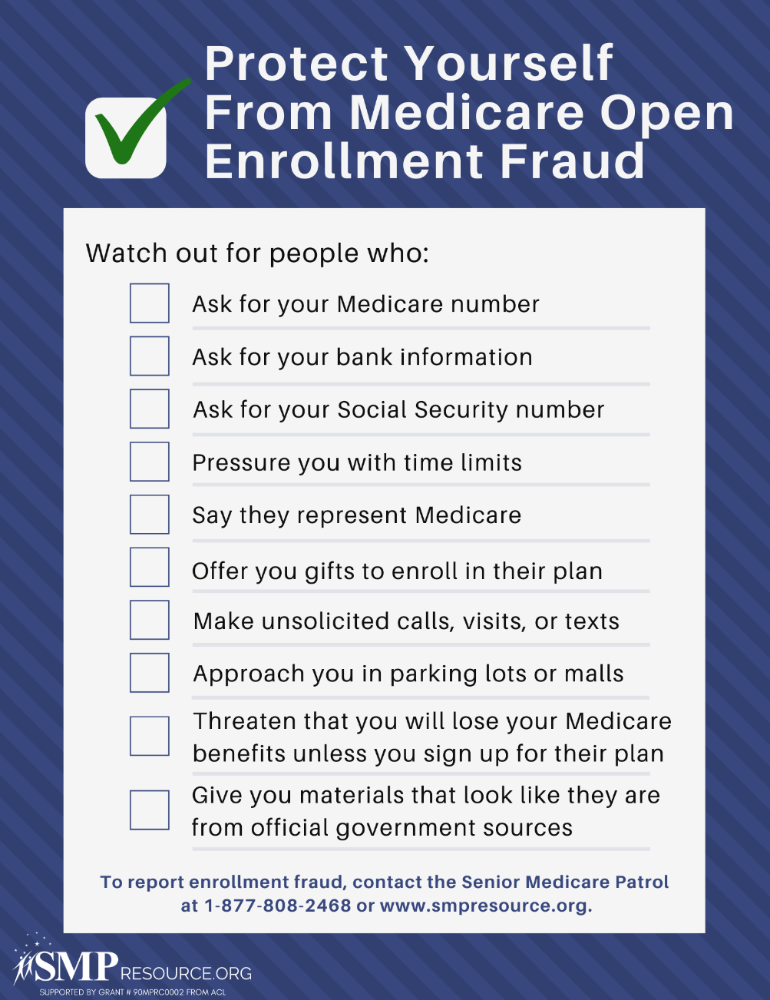 Protect Yourself
From Medicare Open
Enrollment Fraud
Watch out for people who:
Ask for your Medicare number
Ask for your bank information
Ask for your Social Security number
Pressure you with time limits
Say they represent Medicare
Offer you gifts to enroll in their plan
Make unsolicited calls, visits, or texts
Approach you in parking lots or malls
Threaten that you will lose your Medicare
benefits unless you sign up for their plan
Give you materials that look like they are
from official government sources
To report enrollment fraud, contact the Senior Medicare Patrol
at 1-877-808-2468 or www.smpresource.org.
SMP RESOURCE.ORG
SUPPORTED BY GRANT # 90MPRC0002 FROM ACL